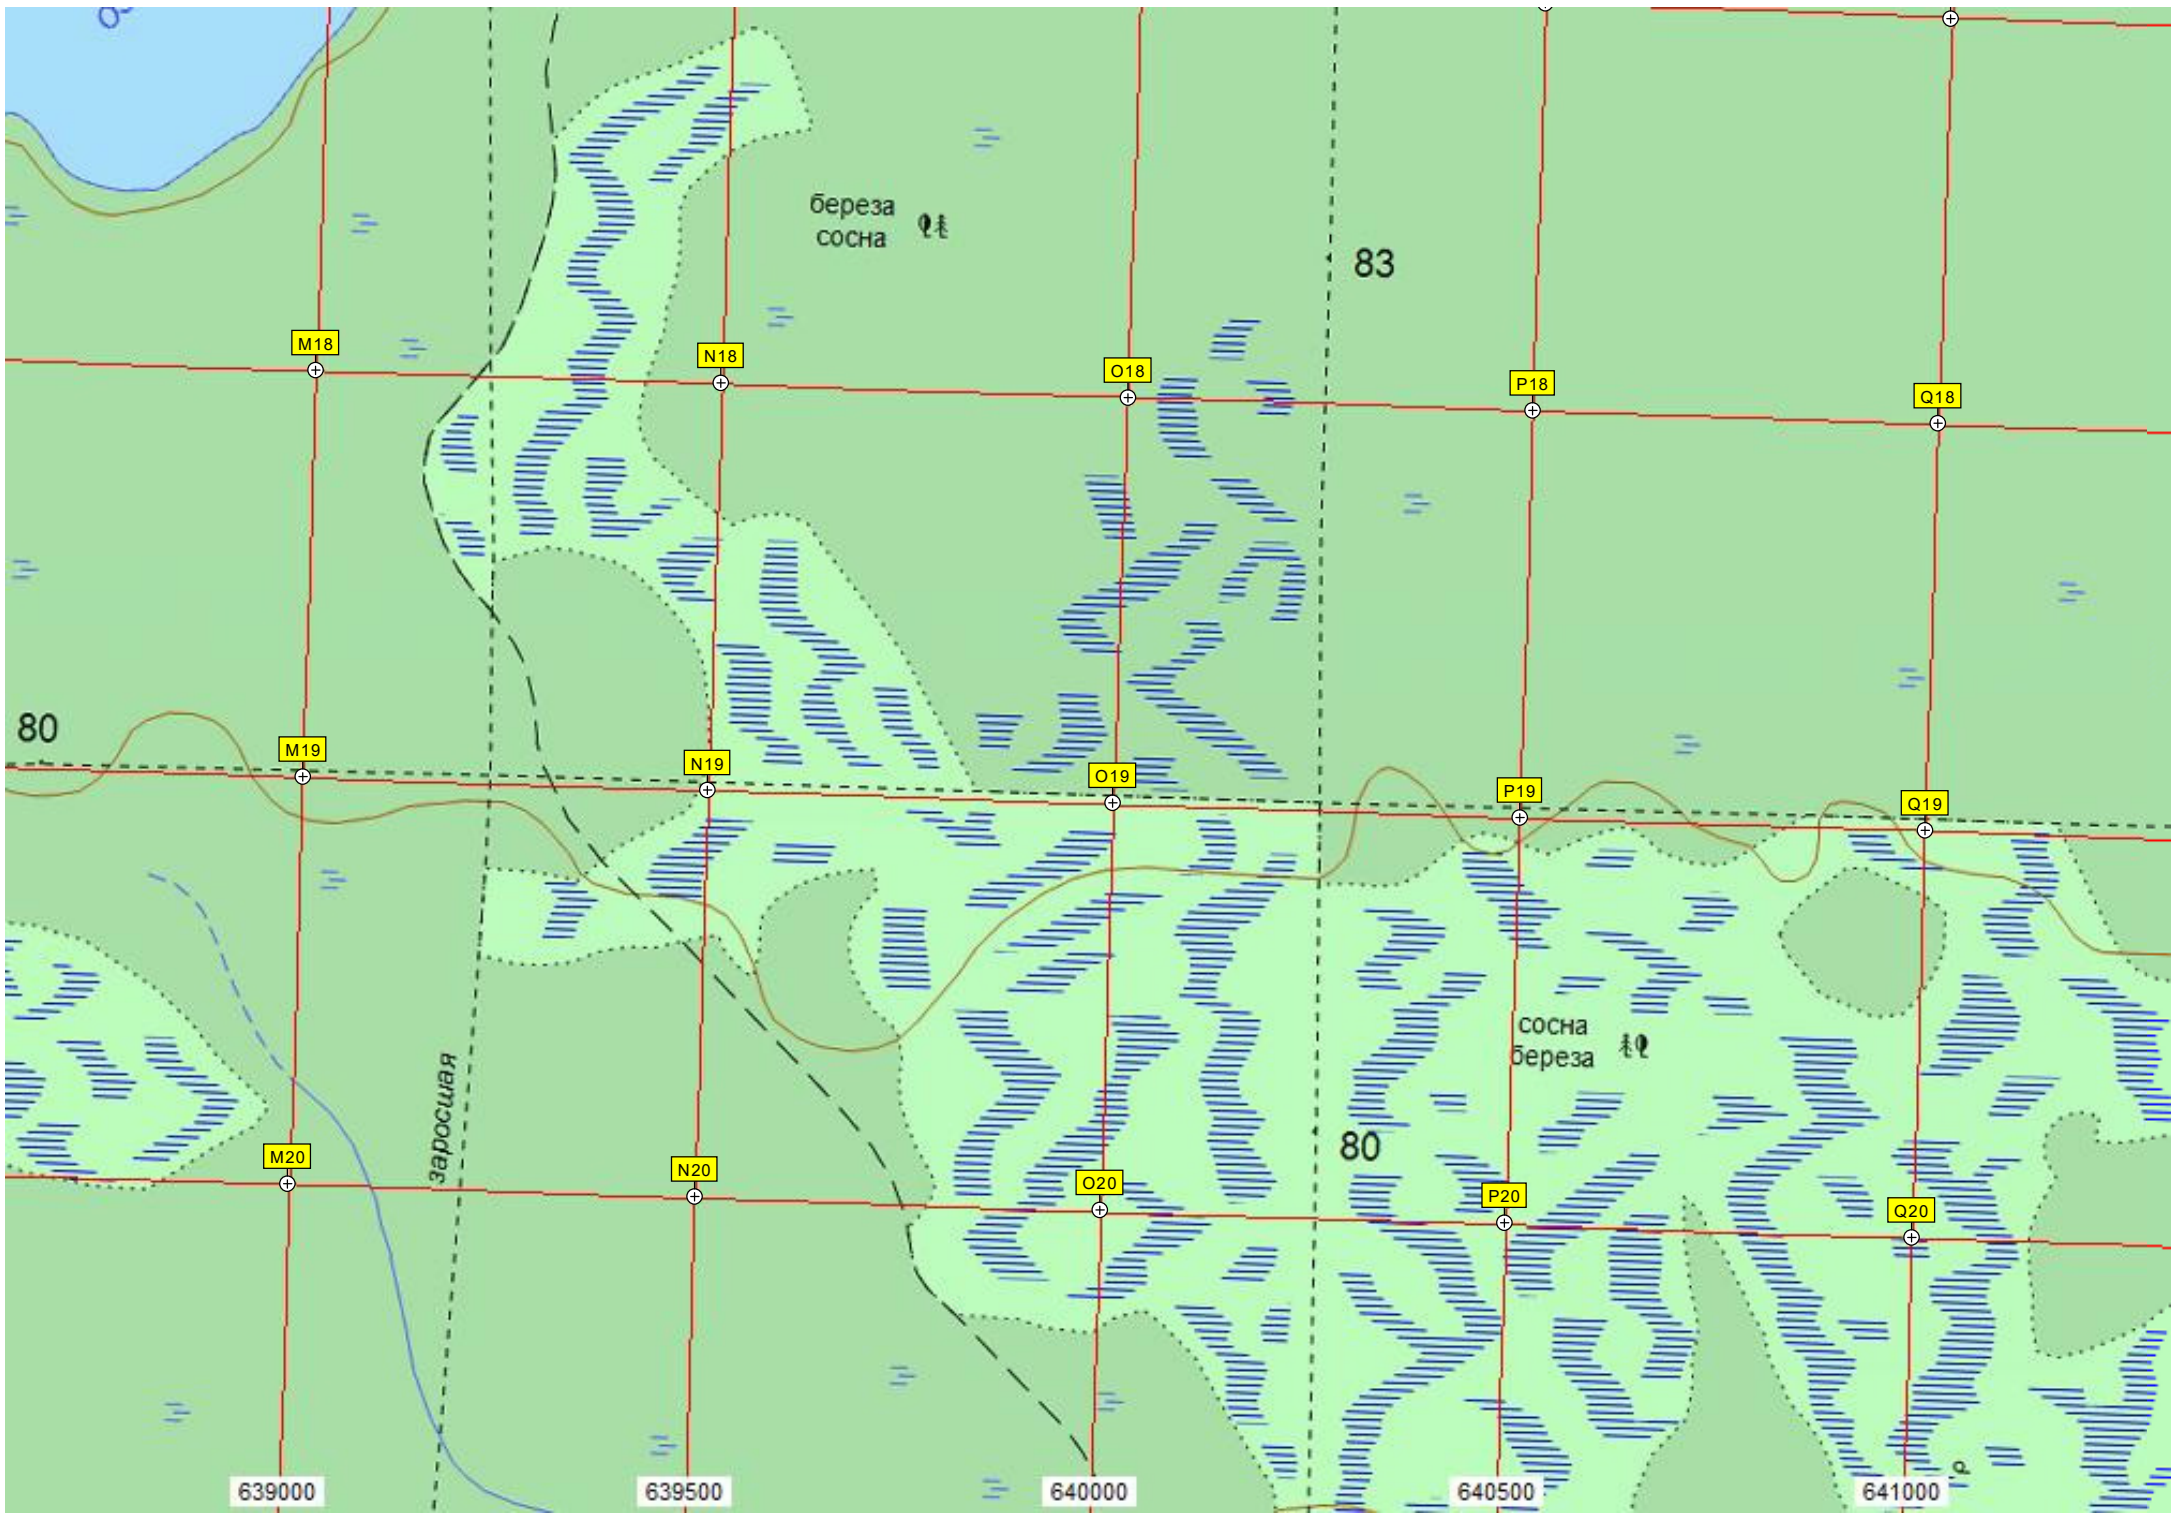 береза
сосна
83
M18
N18
O18
P18
Q18
80
M19
N19
O19
P19
Q19
сосна
береза
заросшая
80
M20
N20
O20
P20
Q20
639000
639500
640000
640500
641000